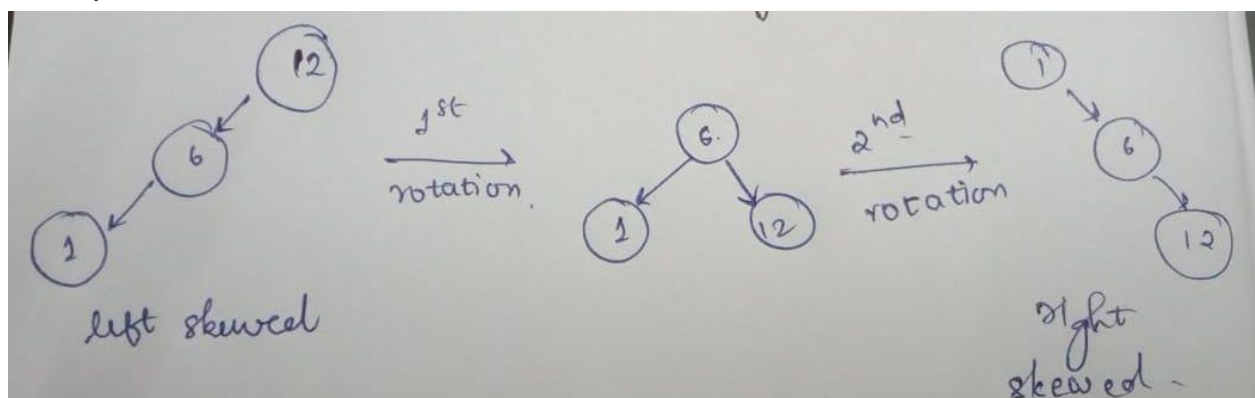 12
6
1
left skewed
1st
rotation.
6.
1
12
2nd
rotation
1
6
12
right
skewed -